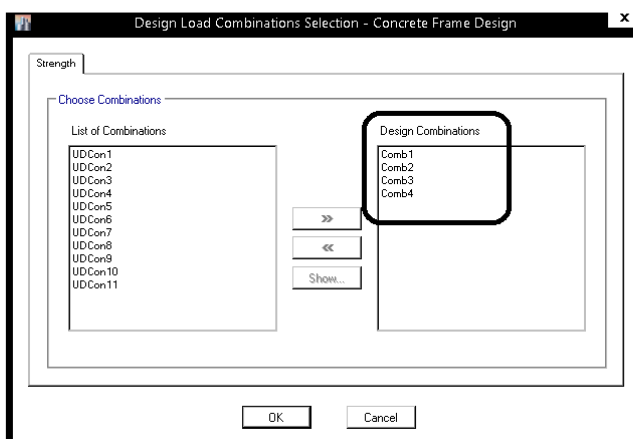 Design Load Combinations Selection - Concrete Frame Design
x
Strength
Choose Combinations
List of Combinations
UDCon1
UDCon2
UDCon3
UDCon4
UDCon5
UDCon6
UDCon7
UDCon8
UDCon9
UDCon10
UDCon11
>>
<<
Show...
Design Combinations
Comb1
Comb2
Comb3
Comb4
OK
Cancel